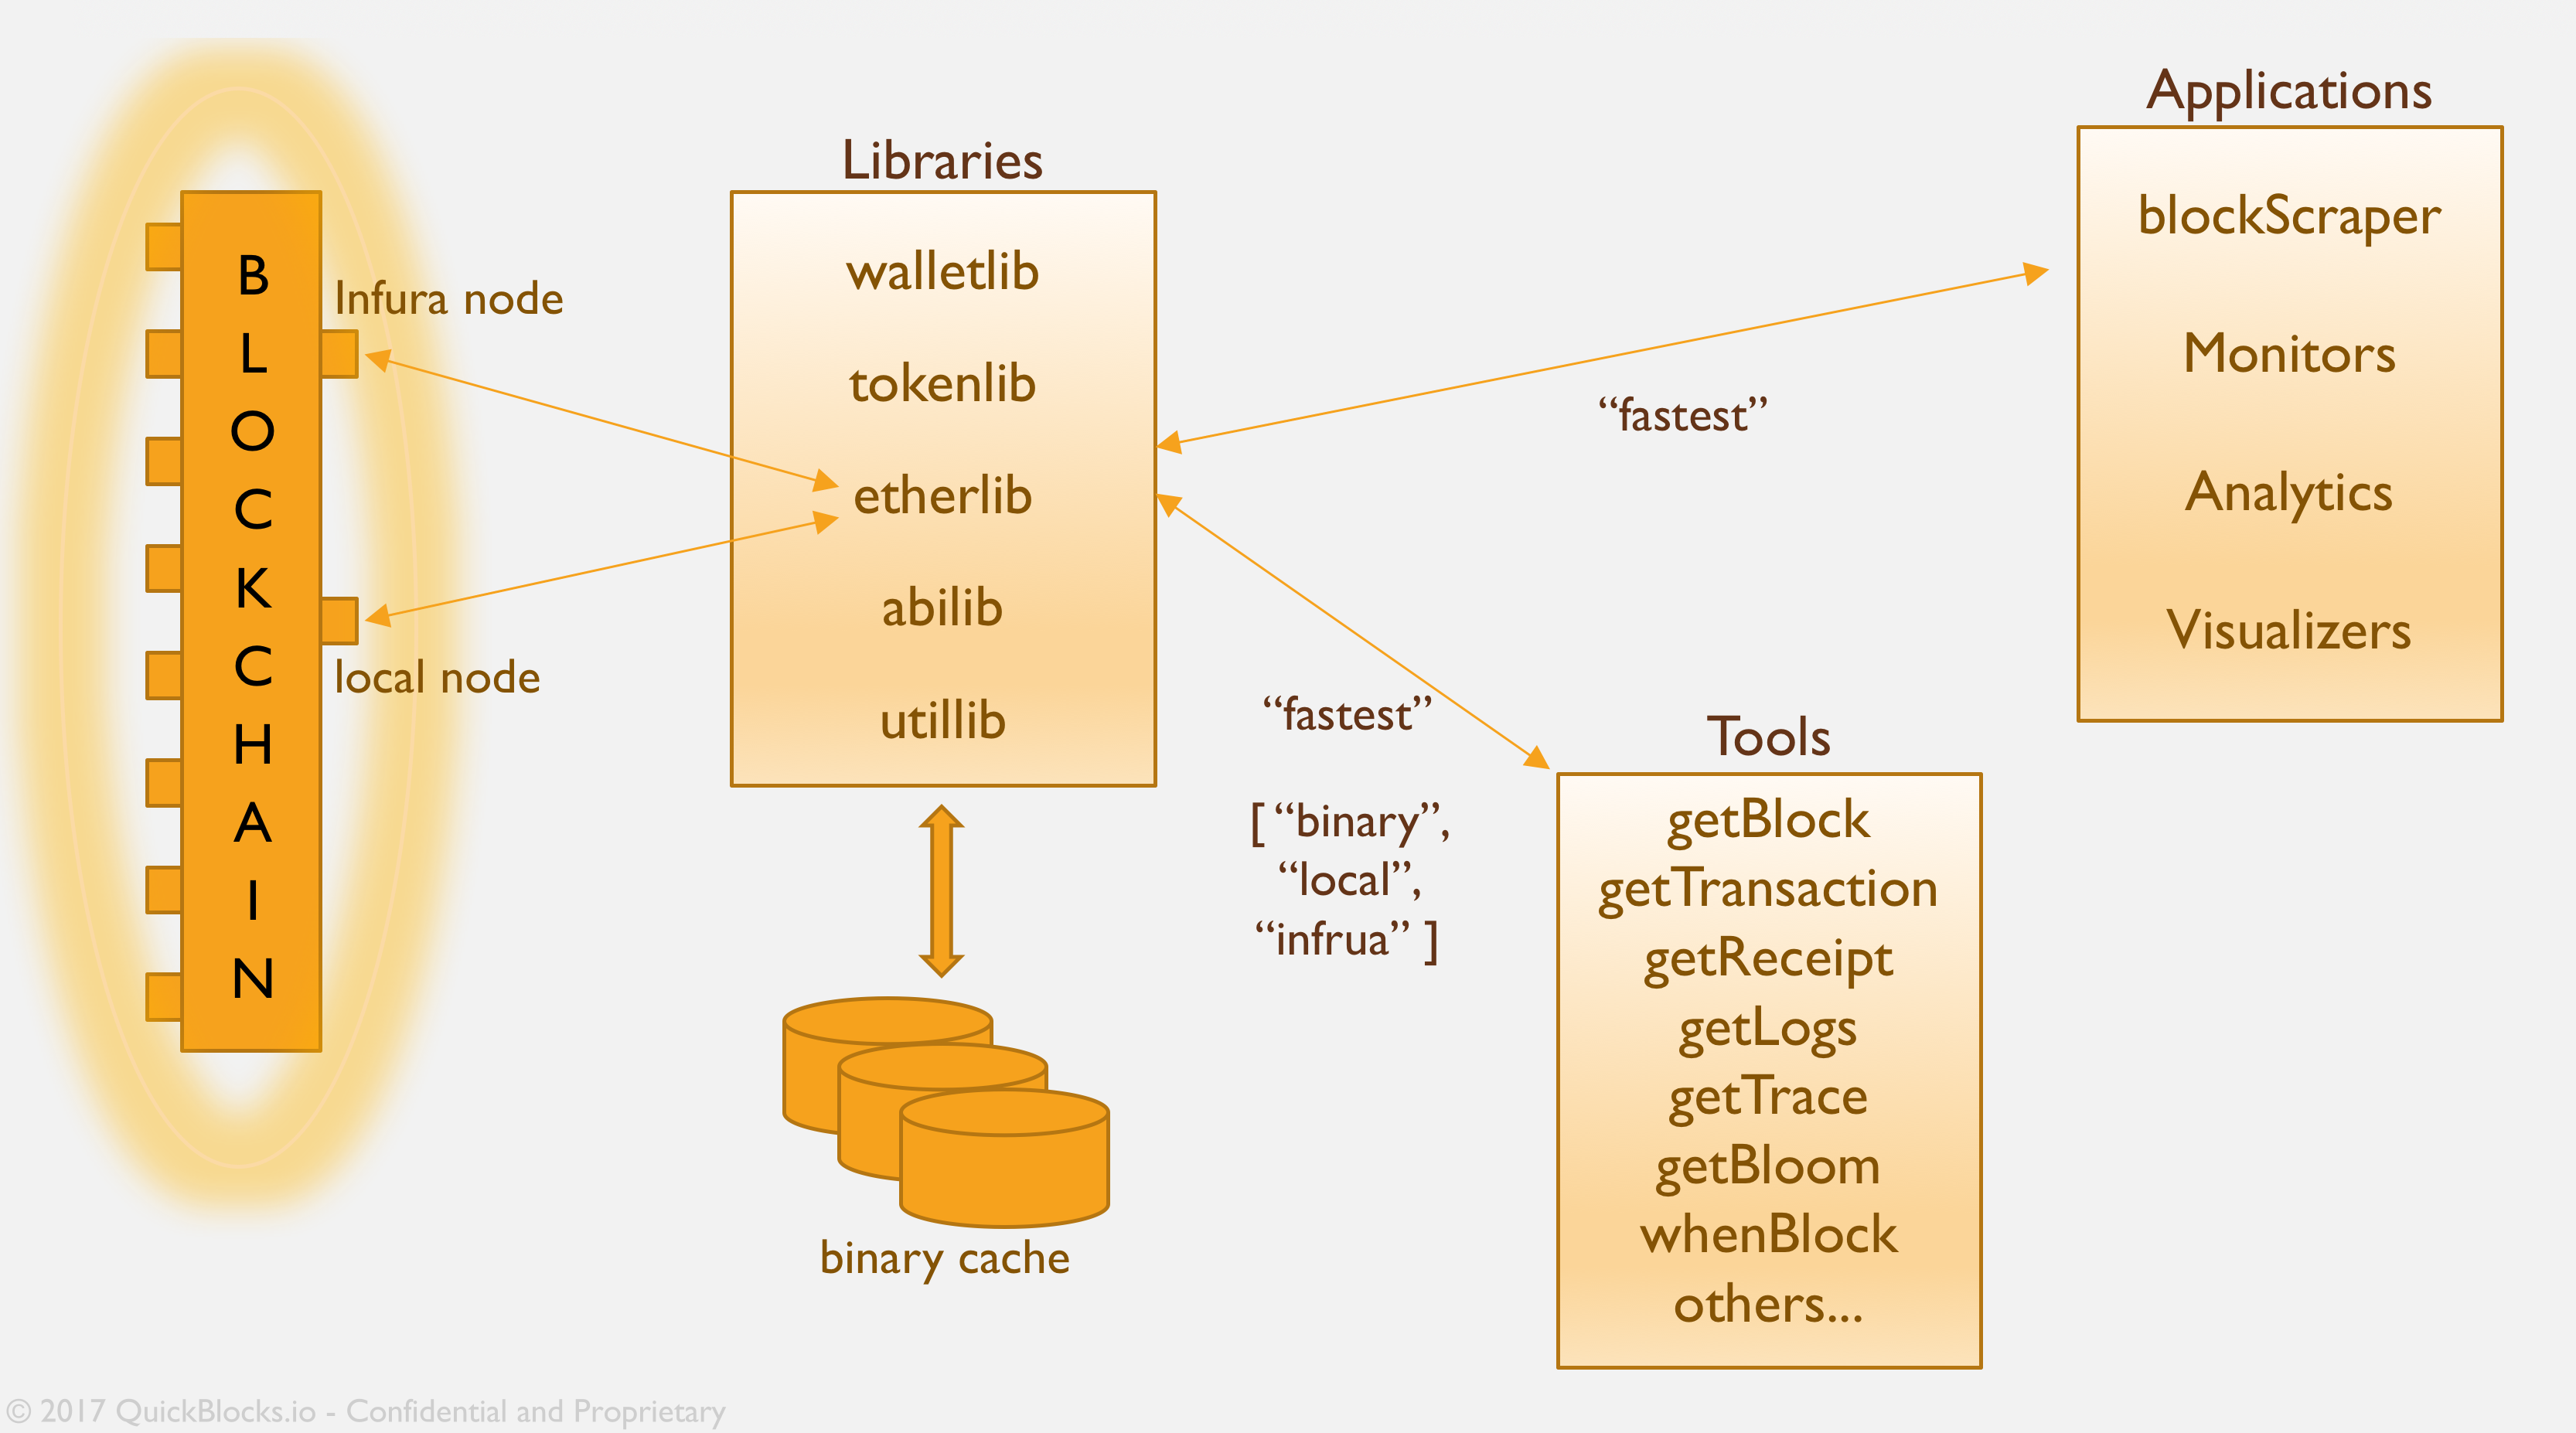 B
L
O
C
K
C
H
A
I
N
Infura node
local node
Libraries
walletlib
tokenlib
etherlib
abilib
utillib
binary cache
“fastest”
“fastest”
[ “binary”,
“local”,
“infrua” ]
Applications
blockScraper
Monitors
Analytics
Visualizers
Tools
getBlock
getTransaction
getReceipt
getLogs
getTrace
getBloom
whenBlock
others...
© 2017 QuickBlocks.io - Confidential and Proprietary